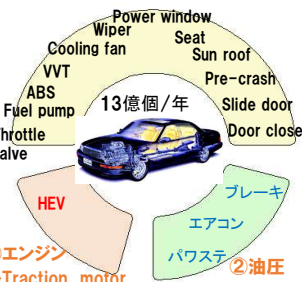 Power window
Wiper
Seat
Cooling fan
Sun roof
VVT
Pre-crash
ABS
13億個/年
Slide door
Fuel pump
Door close
hrottle
alve
HEV
ブレーキ
エアコン
パワステ
エンジン
②油圧
Traction motor